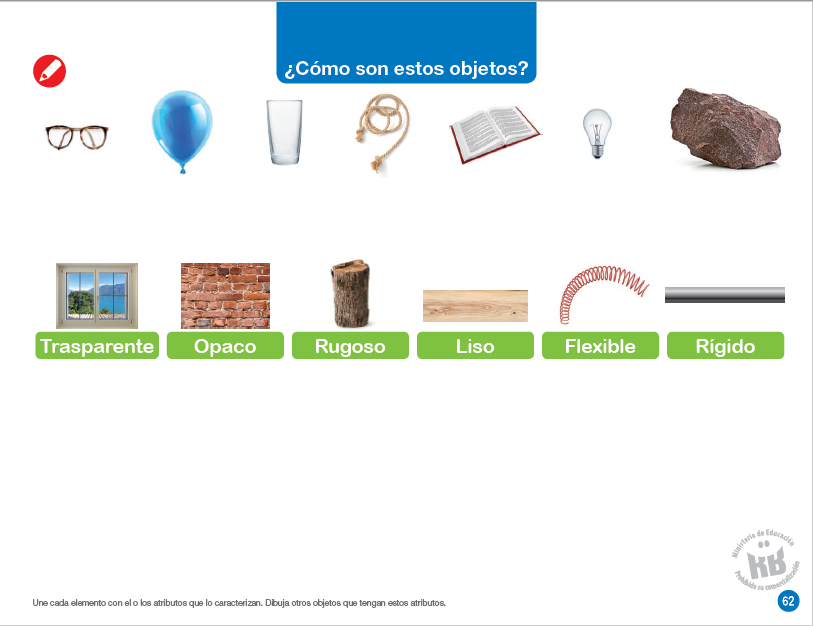 ¿Cómo son estos objetos?
Trasparente
Opaco
Rugoso
Liso
Flexible
Rígido
Ministerio de Educación
Prohibida su comercialización
Une cada elemento con el o los atributos que lo caracterizan. Dibuja otros objetos que tengan estos atributos.
62